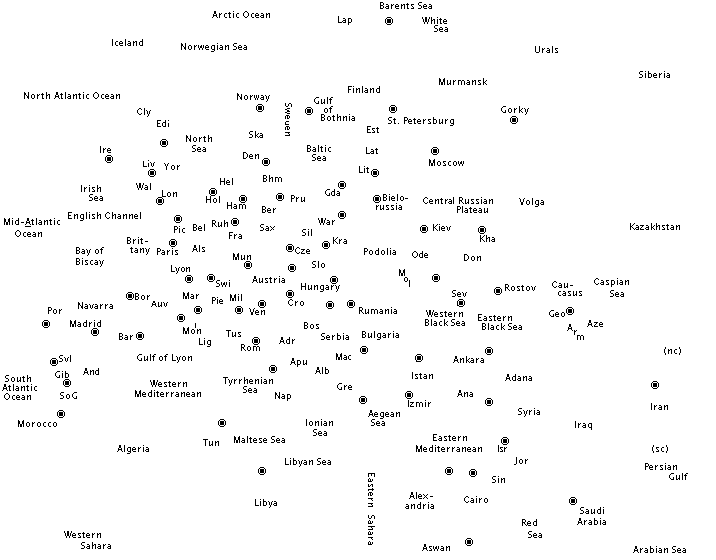 Barents Sea
Arctic Ocean
Lap
White
Sea
Iceland
Norwegian Sea
Urals
Siberia
Murmansk
Finland
North Atlantic Ocean
Norway
Gulf
of
Bothnia
Cly
Sweuen
St. Petersburg
Gorky
Edi
Est
Ska
North
Sea
Baltic
Sea
Lat
Ire
Den
Moscow
Liv
Yor
Lit
Bhm
Wal
Hel
Irish
Sea
Lon
Hol
Ham
Pru
Gda
Bielo-
russia
Central Russian
Plateau
Volga
Ber
English Channel
Mid-Atlantic
Ocean
Pic
Bel
Ruh
Sax
War
Kiev
Kazakhstan
Fra
Sil
Kha
Brit-
tany
Paris
Als
Kra
Bay of
Biscay
Cze
Podolia
Ode
Don
Mun
Slo
Lyon
Swi
Austria
Hungary
Mol
Cau-
casus
Caspian
Sea
Rostov
Bor
Mar
Pie
Mil
Sev
Navarra
Auv
Cro
Por
Ven
Rumania
Western
Black Sea
Eastern
Black Sea
Geo
Madrid
Mon
I
Bos
Aze
Arm
Bar
Lig
Tus
Adr
Serbia
Bulgaria
Rom
(nc)
Gulf of Lyon
Mac
Svl
Apu
Ankara
And
Alb
Gib
Istan
Adana
South
Atlantic
Ocean
Western
Mediterranean
Tyrrhenian
Sea
Gre
SoG
Nap
Ana
Izmir
Iran
Aegean
Sea
Syria
Morocco
Ionian
Sea
Iraq
Tun
Maltese Sea
Eastern
Mediterranean
Algeria
Isr
(sc)
Libyan Sea
Jor
Persian
Gulf
Sin
Eastern Sahara
Libya
Alex-
andria
Cairo
Saudi
Arabia
Red
Sea
Western
Sahara
Aswan
Arabian Sea